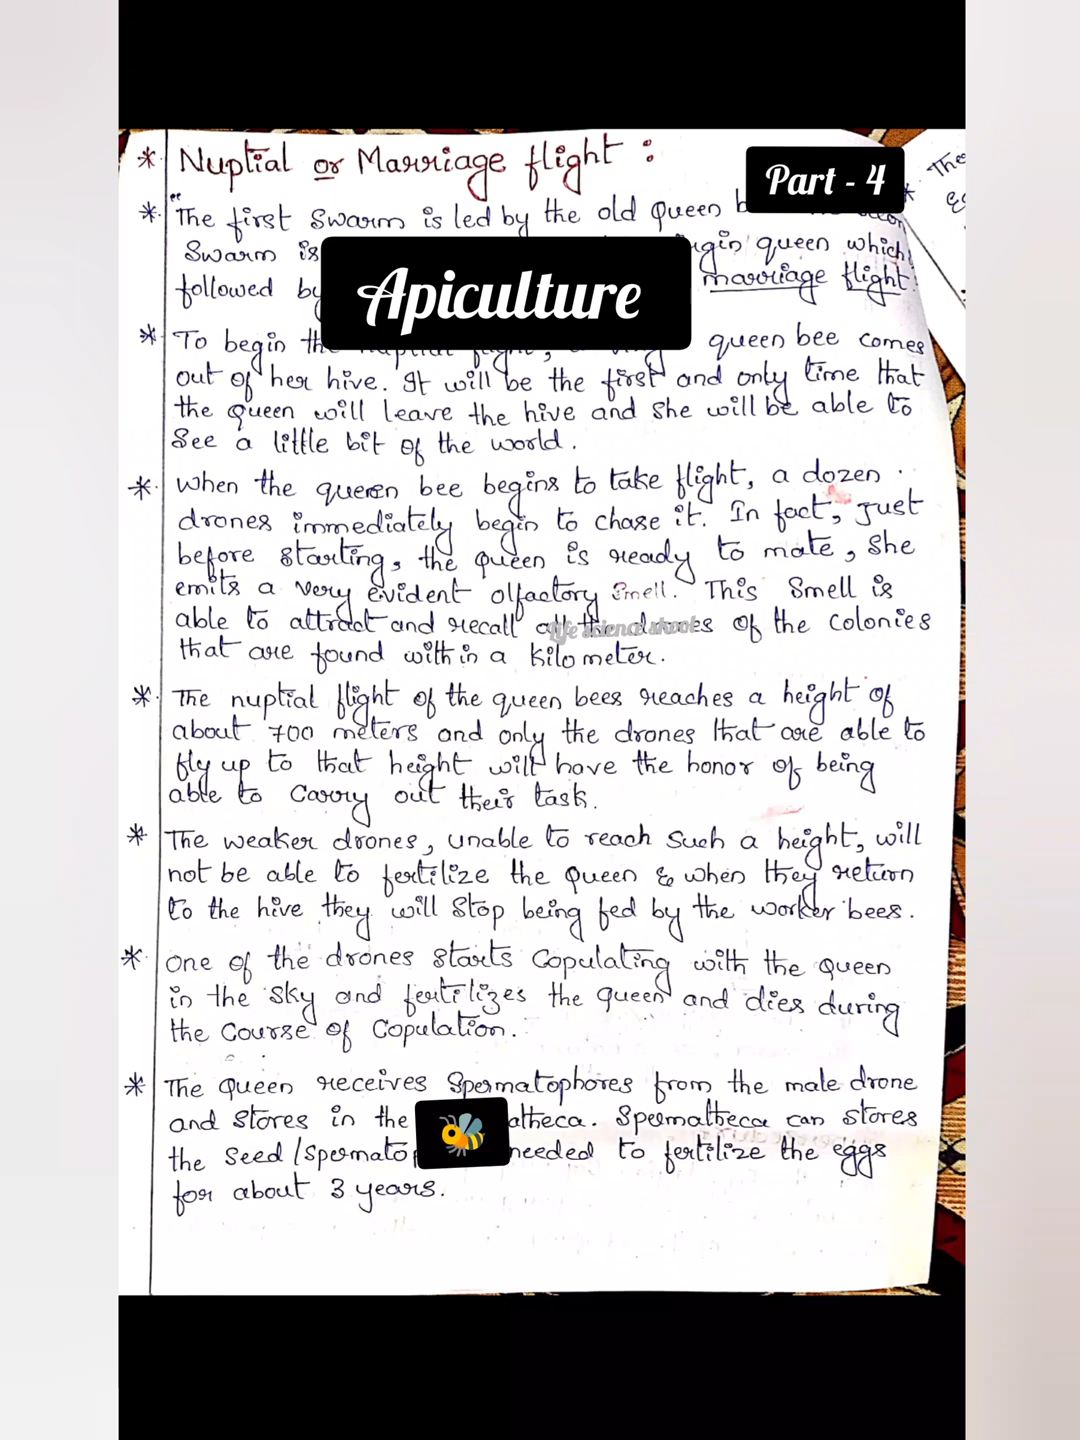 * Nuptial or Marriage flight :
Part - 4
The
* "The first swarm is led by the old queen
Swarm is queen which
Apiculture
followed by marriage flight
* To begin the nuptial flight, queen bee comes
out of her hive. It will be the first and only time that
the queen will leave the hive and she will be able to
See a little bit of the world.
* when the queen bee begins to take flight, a dozen
drones immediately begin to chase it. In fact, just
before starting, the queen is ready to mate, she
emits a very evident olfactory smell. This Smell is
able to attract and recall all the drones of the colonies
Life science shoot
that are found within a kilometer.
* The nuptial flight of the queen bees reaches a height of
about 700 meters and only the drones that are able to
fly up to that height will have the honor of being
able to carry out their task.
* The weaker drones, unable to reach such a height, will
not be able to fertilize the queen & when they return
to the hive they will stop being fed by the worker bees.
* One of the drones starts Copulating with the queen
in the sky and fertilizes the queen and dies during
the Course of Copulation.
* The Queen receives Spermatophores from the male drone
and stores in the atheca. Spermatheca can stores
the Seed/Spermato needed to fertilize the eggs
for about 3 years.